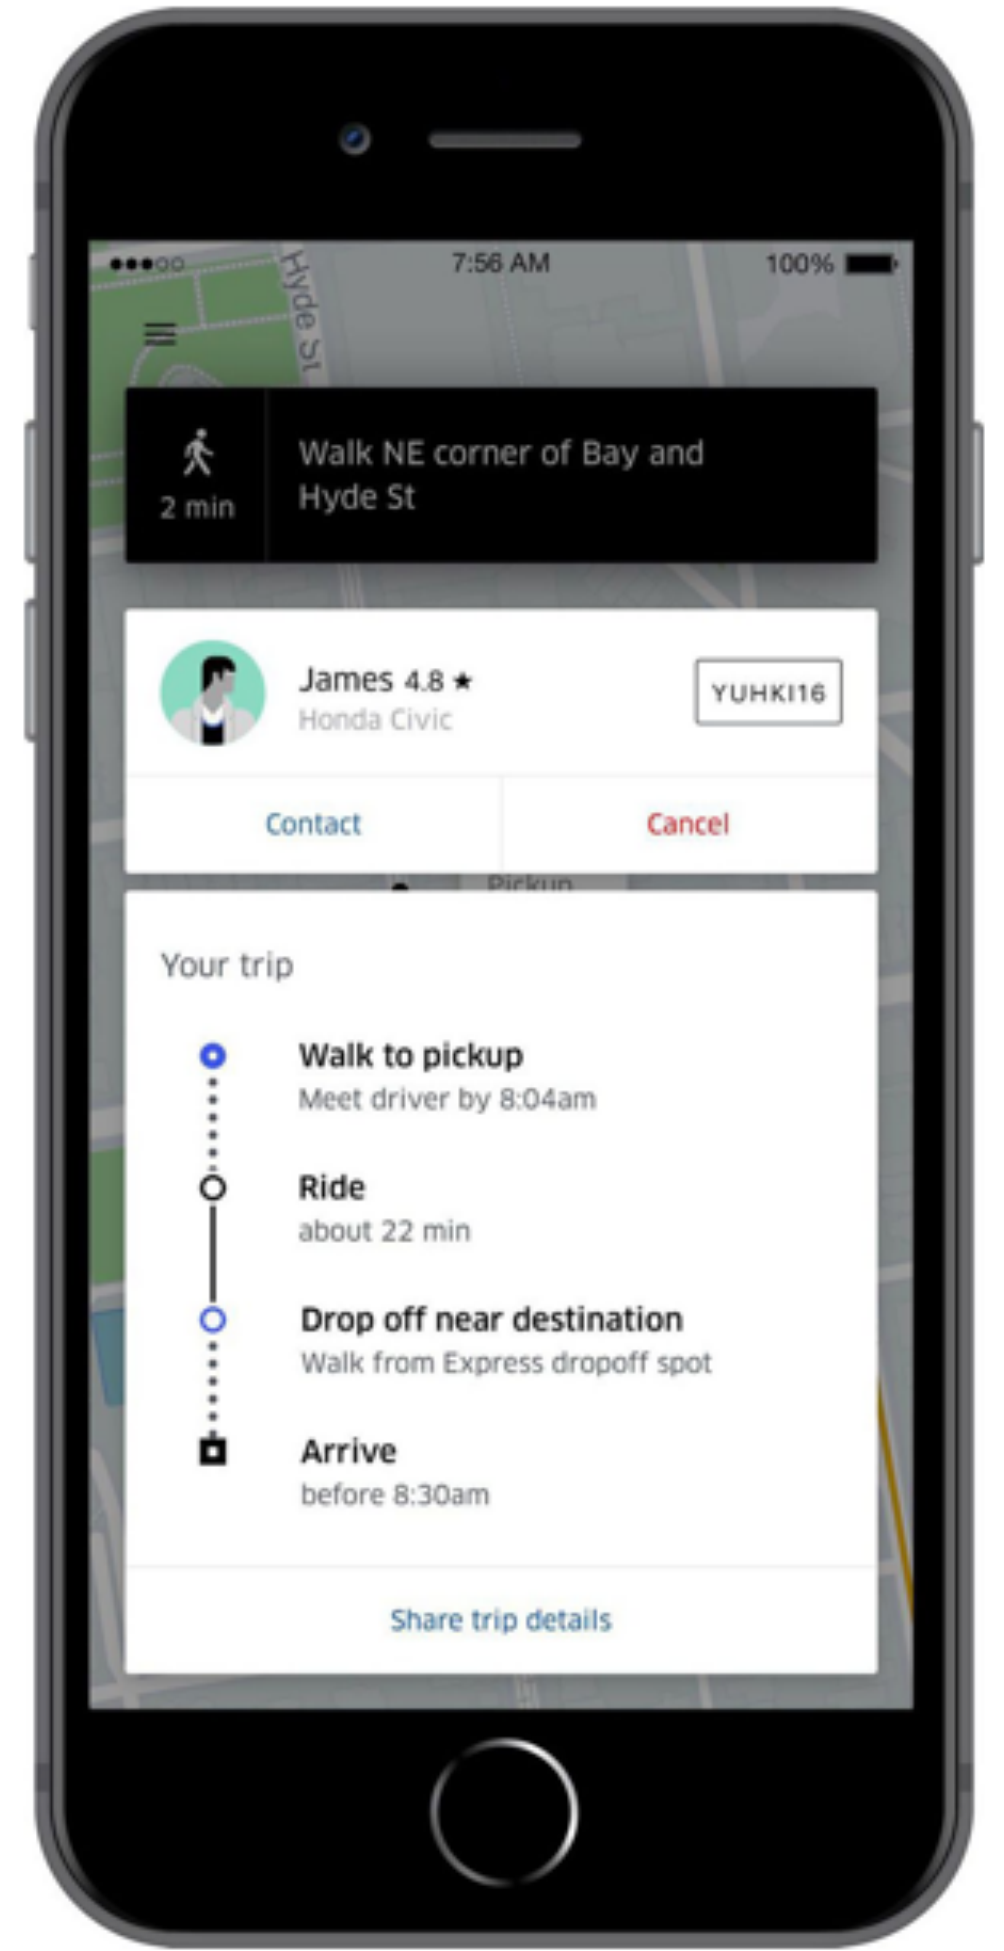 7:56 AM
100%
Hyde St
2 min
Walk NE corner of Bay and
Hyde St
James 4.8 ★
Honda Civic
YUHKI16
Contact
Cancel
Pickup
Your trip
Walk to pickup
Meet driver by 8:04am
Ride
about 22 min
Drop off near destination
Walk from Express dropoff spot
Arrive
before 8:30am
Share trip details